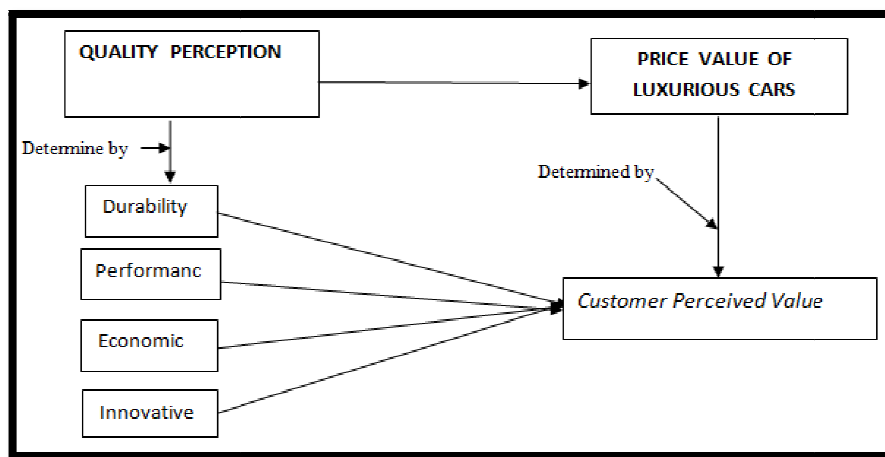 QUALITY PERCEPTION
PRICE VALUE OF
LUXURIOUS CARS
Determine by
Determined by
Durability
Performanc
Customer Perceived Value
Economic
Innovative